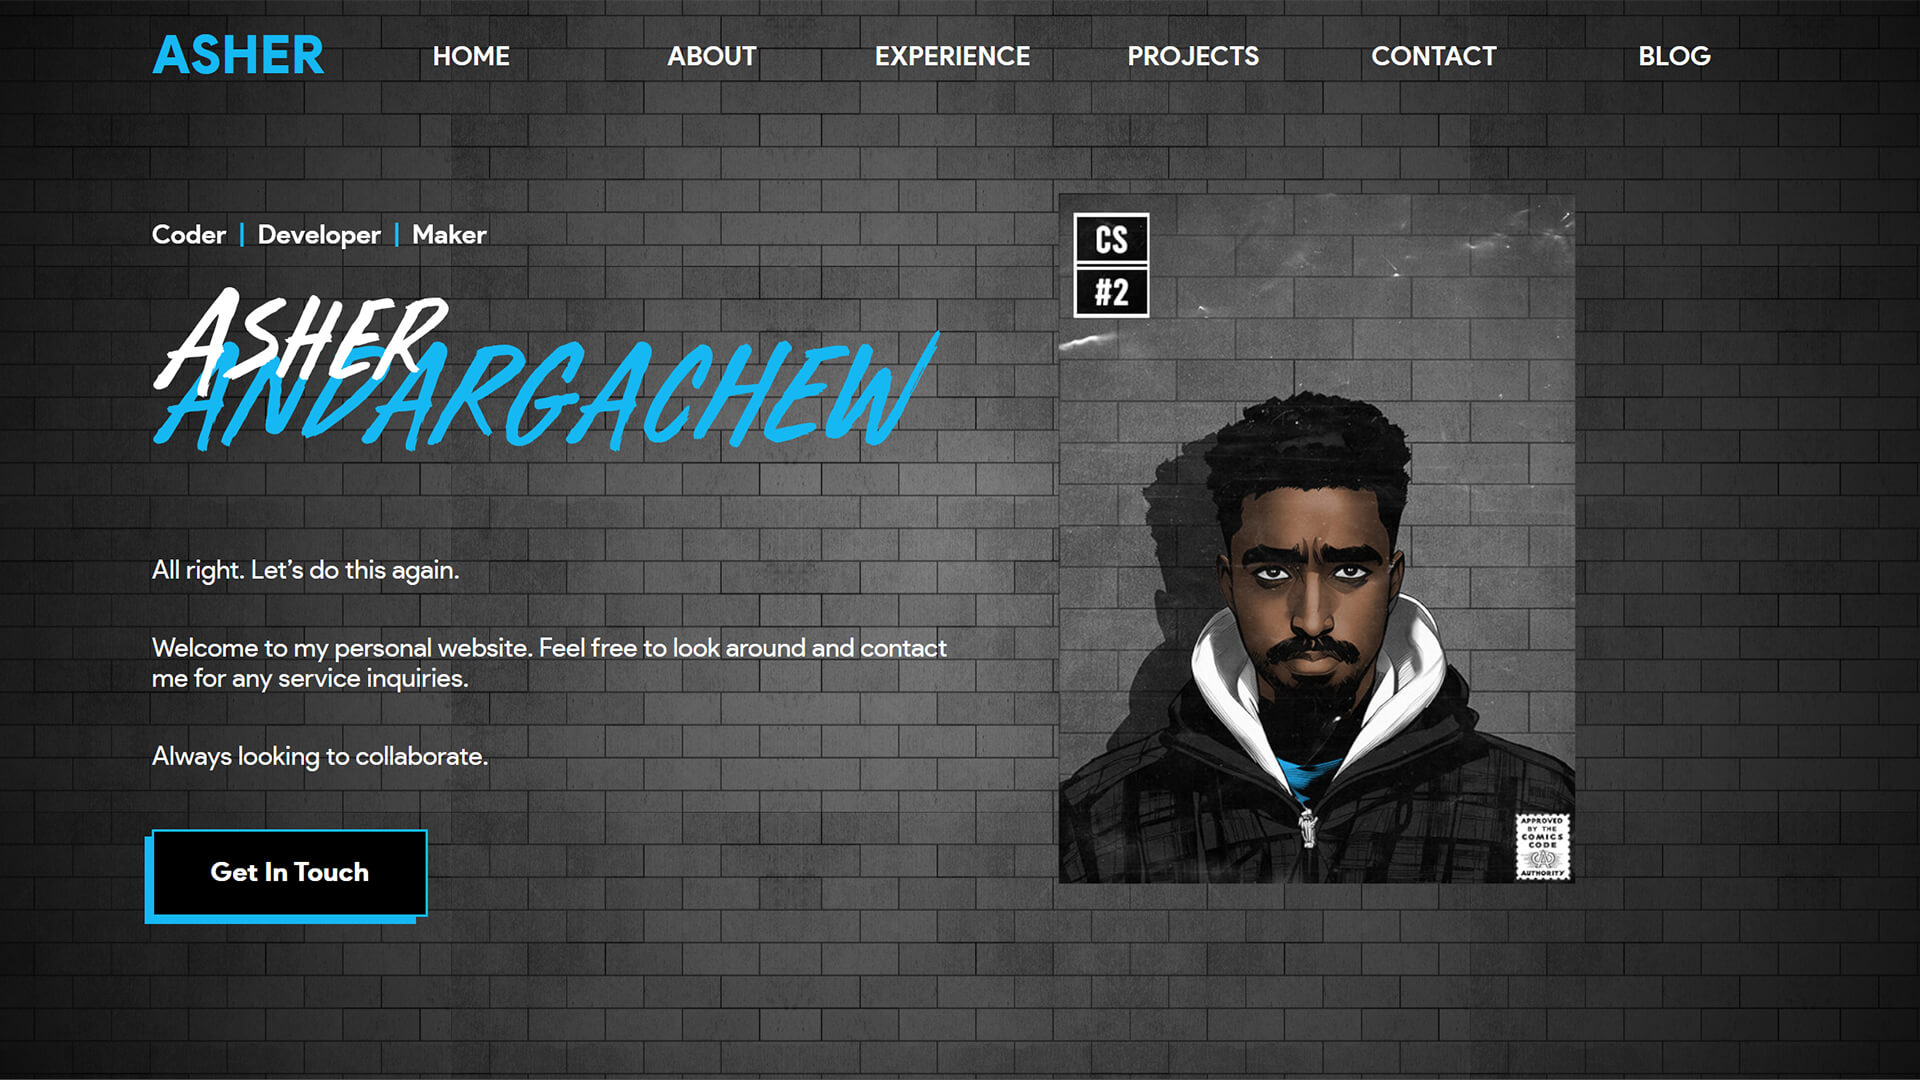 ASHER HOME ABOUT EXPERIENCE PROJECTS CONTACT BLOG
Coder | Developer | Maker
ASHER
ANDARGACHEW
All right. Let’s do this again.
Welcome to my personal website. Feel free to look around and contact
me for any service inquiries.
Always looking to collaborate.
Get In Touch
CS
#2
APPROVED
BY THE
COMICS
CODE
CAC
AUTHORITY